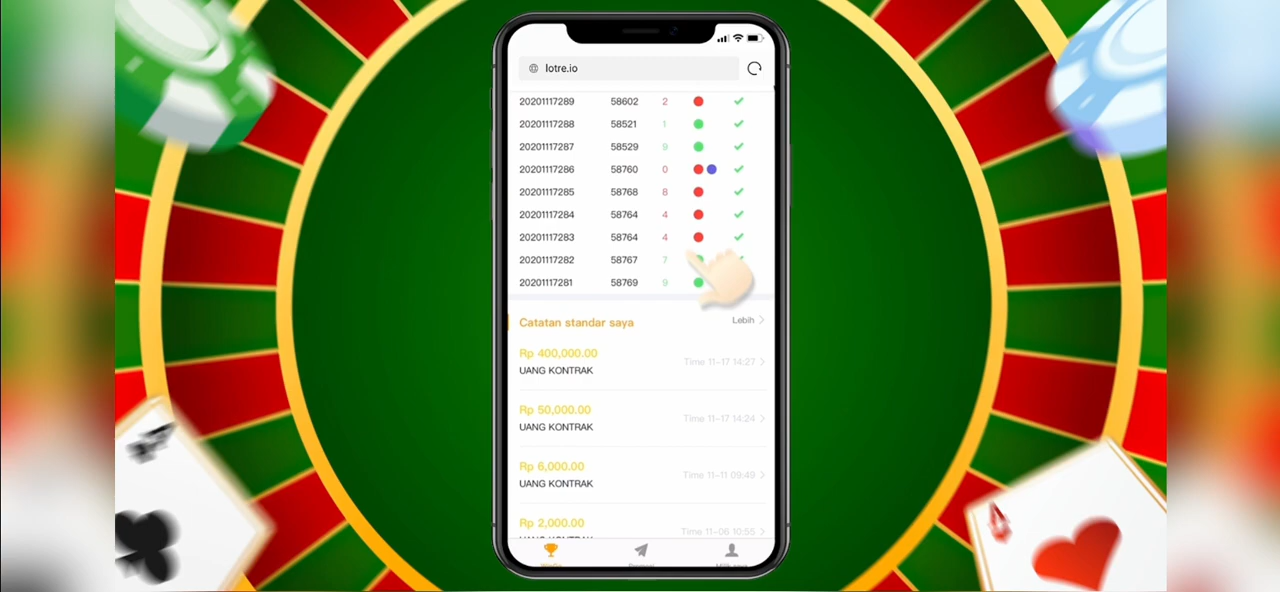 lotre.io
20201117289 58602 2
20201117288 58521 1
20201117287 58529 9
20201117286 58760 0
20201117285 58768 8
20201117284 58764 4
20201117283 58764 4
20201117282 58767 7
20201117281 58769 9
Catatan standar saya Lebih
Rp 400,000.00
UANG KONTRAK Time 11-17 14:27
Rp 50,000.00
UANG KONTRAK Time 11-17 14:24
Rp 6,000.00
UANG KONTRAK Time 11-11 09:49
Rp 2,000.00
UANG KONTRAK Time 11-06 10:55